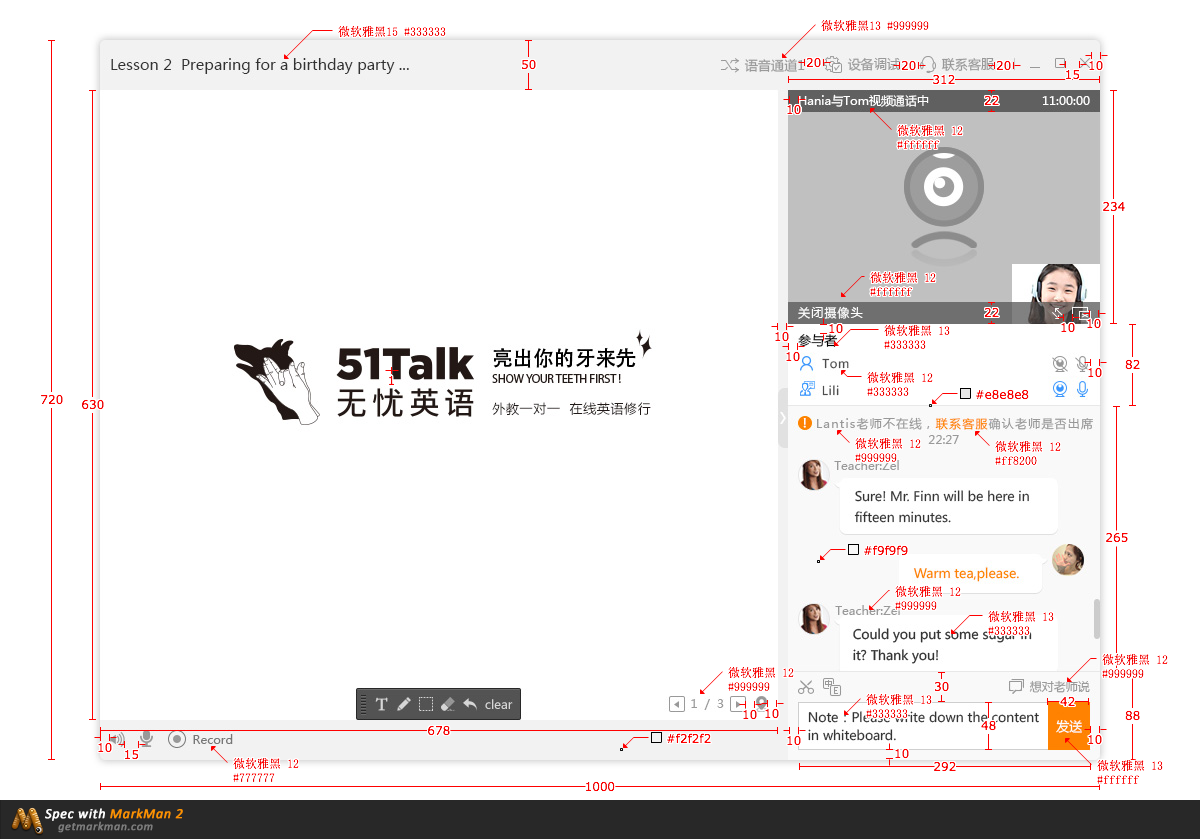 微软雅黑15 #333333
微软雅黑13 #999999
Lesson 2 Preparing for a birthday party ...
50
语音通道1
20
设备调试
20
联系客服
20
15
10
312
Hania与Tom视频通话中
22
11:00:00
10
微软雅黑 12
#ffffff
234
微软雅黑 12
#ffffff
关闭摄像头
22
10
10
10
参与者
10
微软雅黑 13
#333333
10
Tom
10
82
微软雅黑 12
#333333
Lili
#e8e8e8
51Talk
无忧英语
亮出你的牙来先
SHOW YOUR TEETH FIRST!
外教一对一 在线英语修行
1
720
630
Lantis老师不在线，联系客服确认老师是否出席
22:27
微软雅黑 12
#999999
微软雅黑 12
#ff8200
Teacher:Zel
Sure! Mr. Finn will be here in
fifteen minutes.
265
#f9f9f9
Warm tea,please.
微软雅黑 12
#999999
Teacher:Zel
微软雅黑 13
#333333
Could you put some sugar in
it? Thank you!
微软雅黑 12
#999999
想对老师说
30
微软雅黑 12
#999999
1 / 3
10
10
T
clear
微软雅黑 13
#333333
42
88
Note : Please write down the content
in whiteboard.
48
发送
10
10
10
292
微软雅黑 13
#ffffff
678
#f2f2f2
10
15
Record
微软雅黑 12
#777777
1000
Spec with MarkMan 2
getmarkman.com